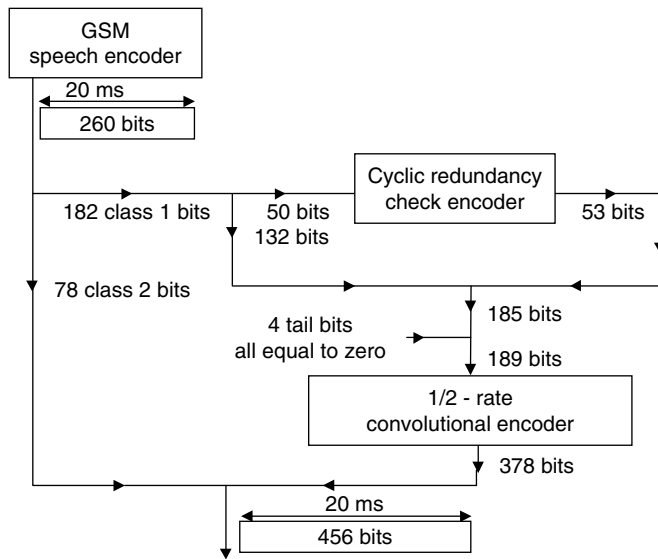 GSM
speech encoder
20 ms
260 bits
Cyclic redundancy
check encoder
182 class 1 bits
50 bits
53 bits
132 bits
78 class 2 bits
185 bits
4 tail bits
all equal to zero
189 bits
1/2 - rate
convolutional encoder
378 bits
20 ms
456 bits